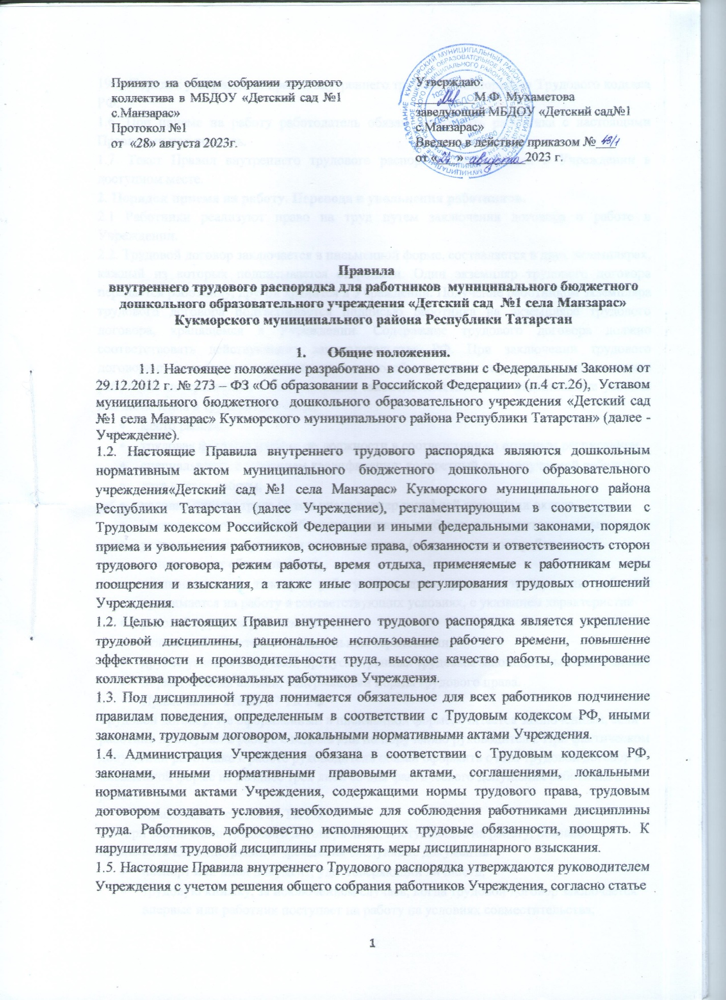 Принято на общем собрании трудового
коллектива в МБДОУ «Детский сад №1
с.Манзарас»
Протокол №1
от «28» августа 2023г.
Утверждаю:
М.Ф. Мухаметова
заведующий МБДОУ «Детский сад№1
с.Манзарас»
Введено в действие приказом № 43/1
от « » августа 2023 г.
Правила
внутреннего трудового распорядка для работников муниципального бюджетного
дошкольного образовательного учреждения «Детский сад №1 села Манзарас»
Кукморского муниципального района Республики Татарстан
1. Общие положения.
1.1. Настоящее положение разработано в соответствии с Федеральным Законом от
29.12.2012 г. № 273 – ФЗ «Об образовании в Российской Федерации» (п.4 ст.26), Уставом
муниципального бюджетного дошкольного образовательного учреждения «Детский сад
№1 села Манзарас» Кукморского муниципального района Республики Татарстан» (далее -
Учреждение).
1.2. Настоящие Правила внутреннего трудового распорядка являются дошкольным
нормативным актом муниципального бюджетного дошкольного образовательного
учреждения«Детский сад №1 села Манзарас» Кукморского муниципального района
Республики Татарстан (далее Учреждение), регламентирующим в соответствии с
Трудовым кодексом Российской Федерации и иными федеральными законами, порядок
приема и увольнения работников, основные права, обязанности и ответственность сторон
трудового договора, режим работы, время отдыха, применяемые к работникам меры
поощрения и взыскания, а также иные вопросы регулирования трудовых отношений
Учреждения.
1.2. Целью настоящих Правил внутреннего трудового распорядка является укрепление
трудовой дисциплины, рациональное использование рабочего времени, повышение
эффективности и производительности труда, высокое качество работы, формирование
коллектива профессиональных работников Учреждения.
1.3. Под дисциплиной труда понимается обязательное для всех работников подчинение
правилам поведения, определенным в соответствии с Трудовым кодексом РФ, иными
законами, трудовым договором, локальными нормативными актами Учреждения.
1.4. Администрация Учреждения обязана в соответствии с Трудовым кодексом РФ,
законами, иными нормативными правовыми актами, соглашениями, локальными
нормативными актами Учреждения, содержащими нормы трудового права, трудовым
договором создавать условия, необходимые для соблюдения работниками дисциплины
труда. Работников, добросовестно исполняющих трудовые обязанности, поощрять. К
нарушителям трудовой дисциплины применять меры дисциплинарного взыскания.
1.5. Настоящие Правила внутреннего Трудового распорядка утверждаются руководителем
Учреждения с учетом решения общего собрания работников Учреждения, согласно статье
1